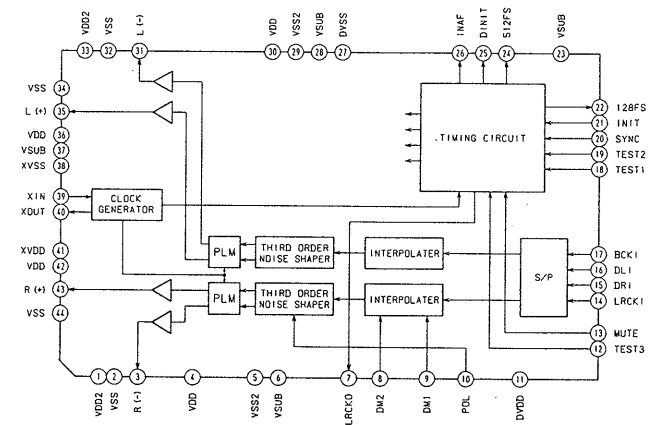 VDD2
VSS
L (-)
VDD
VSS2
VSUB
DVSS
INAF
DINIT
512FS
VSUB
33
32
31
30
29
28
27
26
25
24
23
VSS
34
L (+)
35
VDD
36
VSUB
37
XVSS
38
XIN
39
XOUT
40
XVDD
41
VDD
42
R (+)
43
VSS
44
TIMING CIRCUIT
22
128FS
21
INIT
20
SYNC
19
TEST2
18
TEST1
CLOCK
GENERATOR
PLM
THIRD ORDER
NOISE SHAPER
INTERPOLATER
S/P
PLM
THIRD ORDER
NOISE SHAPER
INTERPOLATER
17
BCKI
16
DLI
15
DRI
14
LRCKI
13
MUTE
12
TEST3
1
2
3
4
5
6
7
8
9
10
11
VDD2
VSS
R (-)
VDD
VSS2
VSUB
LRCKO
DM2
DM1
POL
DVDD